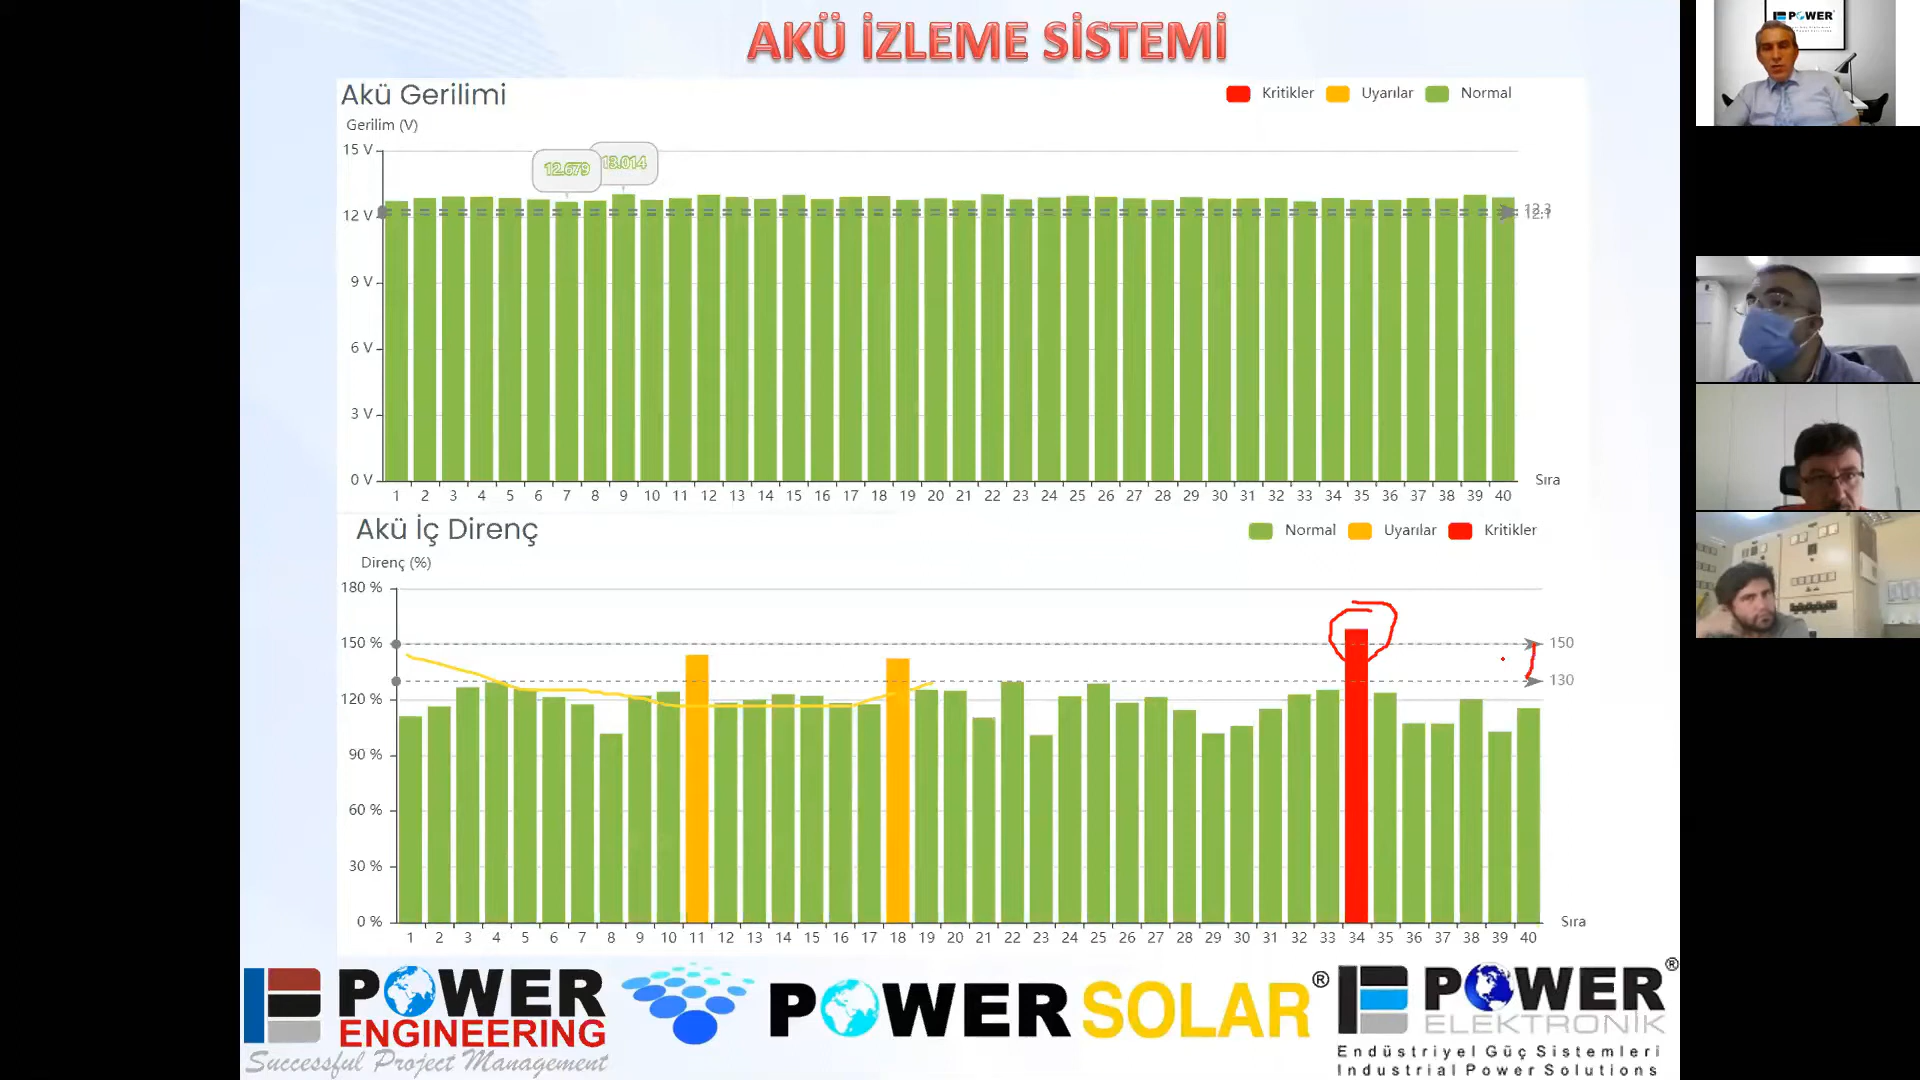 AKÜ İZLEME SİSTEMİ
Akü Gerilimi
Kritikler Uyarılar Normal
Gerilim (V)
15 V
12.679 13.014
12 V
12.3
12.1
9 V
6 V
3 V
0 V
Sıra
1 2 3 4 5 6 7 8 9 10 11 12 13 14 15 16 17 18 19 20 21 22 23 24 25 26 27 28 29 30 31 32 33 34 35 36 37 38 39 40
Akü İç Direnç
Normal Uyarılar Kritikler
Direnç (%)
180 %
150 %
150
130
120 %
90 %
60 %
30 %
0 %
Sıra
1 2 3 4 5 6 7 8 9 10 11 12 13 14 15 16 17 18 19 20 21 22 23 24 25 26 27 28 29 30 31 32 33 34 35 36 37 38 39 40
POWER
ENGINEERING
Successful Project Management
POWER SOLAR®
POWER®
ELEKTRONİK
Endüstriyel Güç Sistemleri
Industrial Power Solutions
POWER